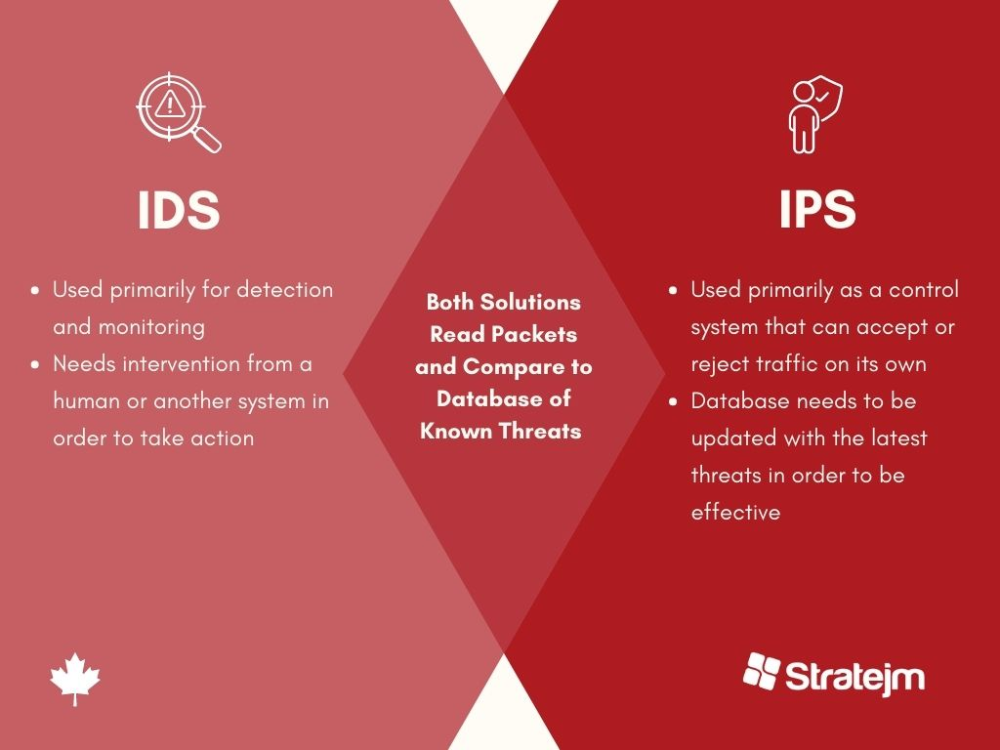 IDS
• Used primarily for detection
and monitoring
• Needs intervention from a
human or another system in
order to take action
Both Solutions
Read Packets
and Compare to
Database of
Known Threats
IPS
• Used primarily as a control
system that can accept or
reject traffic on its own
• Database needs to be
updated with the latest
threats in order to be
effective
Stratejm